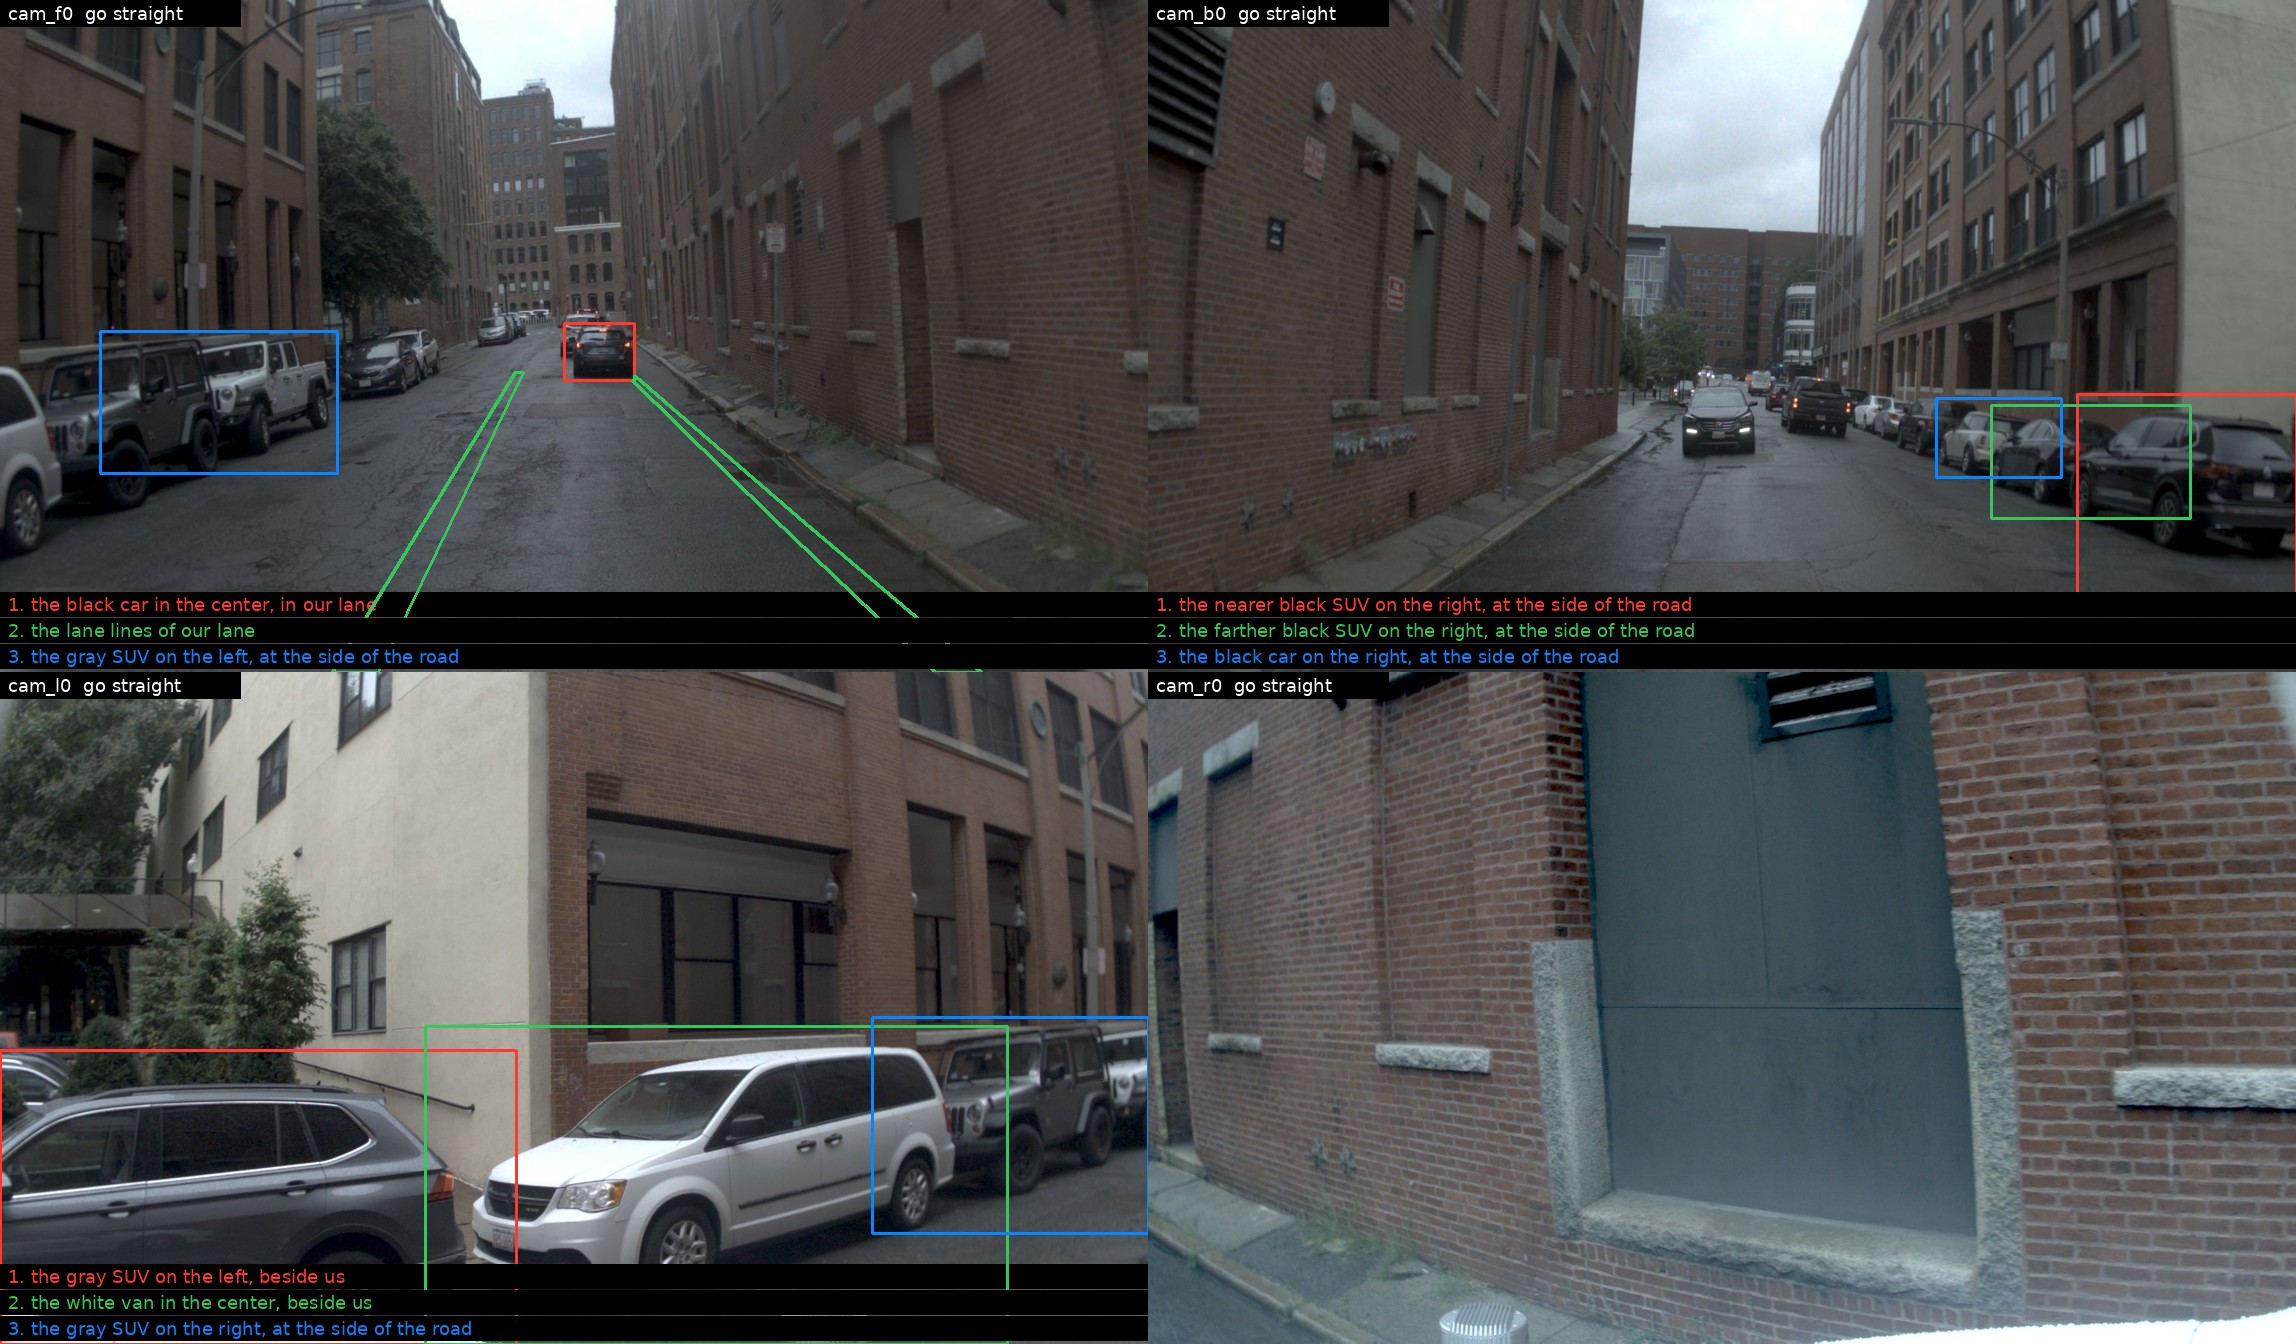 cam_f0 go straight
1. the black car in the center, in our lane
2. the lane lines of our lane
3. the gray SUV on the left, at the side of the road
cam_b0 go straight
1. the nearer black SUV on the right, at the side of the road
2. the farther black SUV on the right, at the side of the road
3. the black car on the right, at the side of the road
cam_l0 go straight
1. the gray SUV on the left, beside us
2. the white van in the center, beside us
3. the gray SUV on the right, at the side of the road
cam_r0 go straight